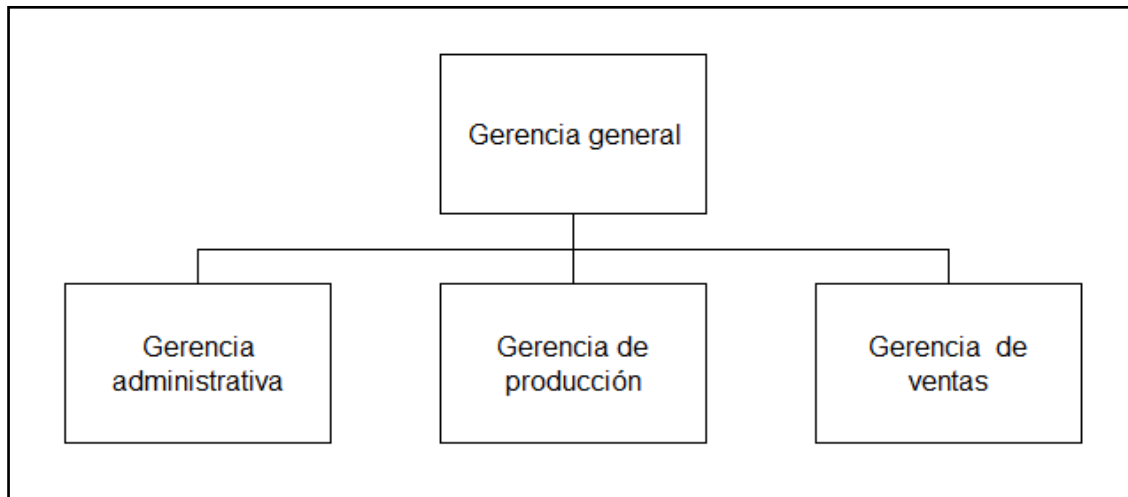 Gerencia general
Gerencia
administrativa
Gerencia de
producción
Gerencia de
ventas